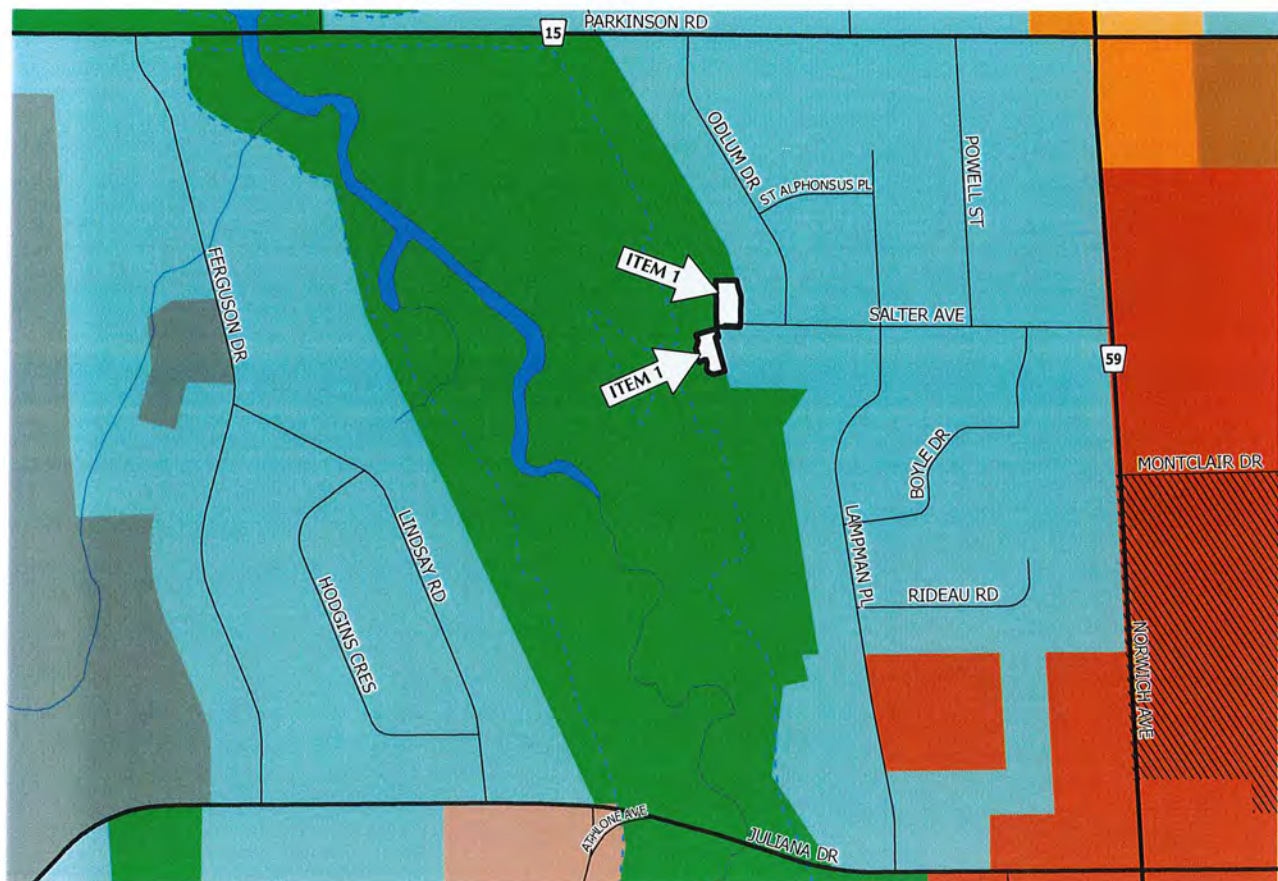 PARKINSON RD
15
ODLUM DR
ST ALPHONSUS PL
POWELL ST
FERGUSON DR
ITEM 1
SALTER AVE
ITEM 1
59
BOYLE DR
MONTCLAIR DR
LINDSAY RD
LAMPMAN PL
HODGINS CRES
RIDEAU RD
NORWICH AVE
ATHLONE AVE
JULIANA DR